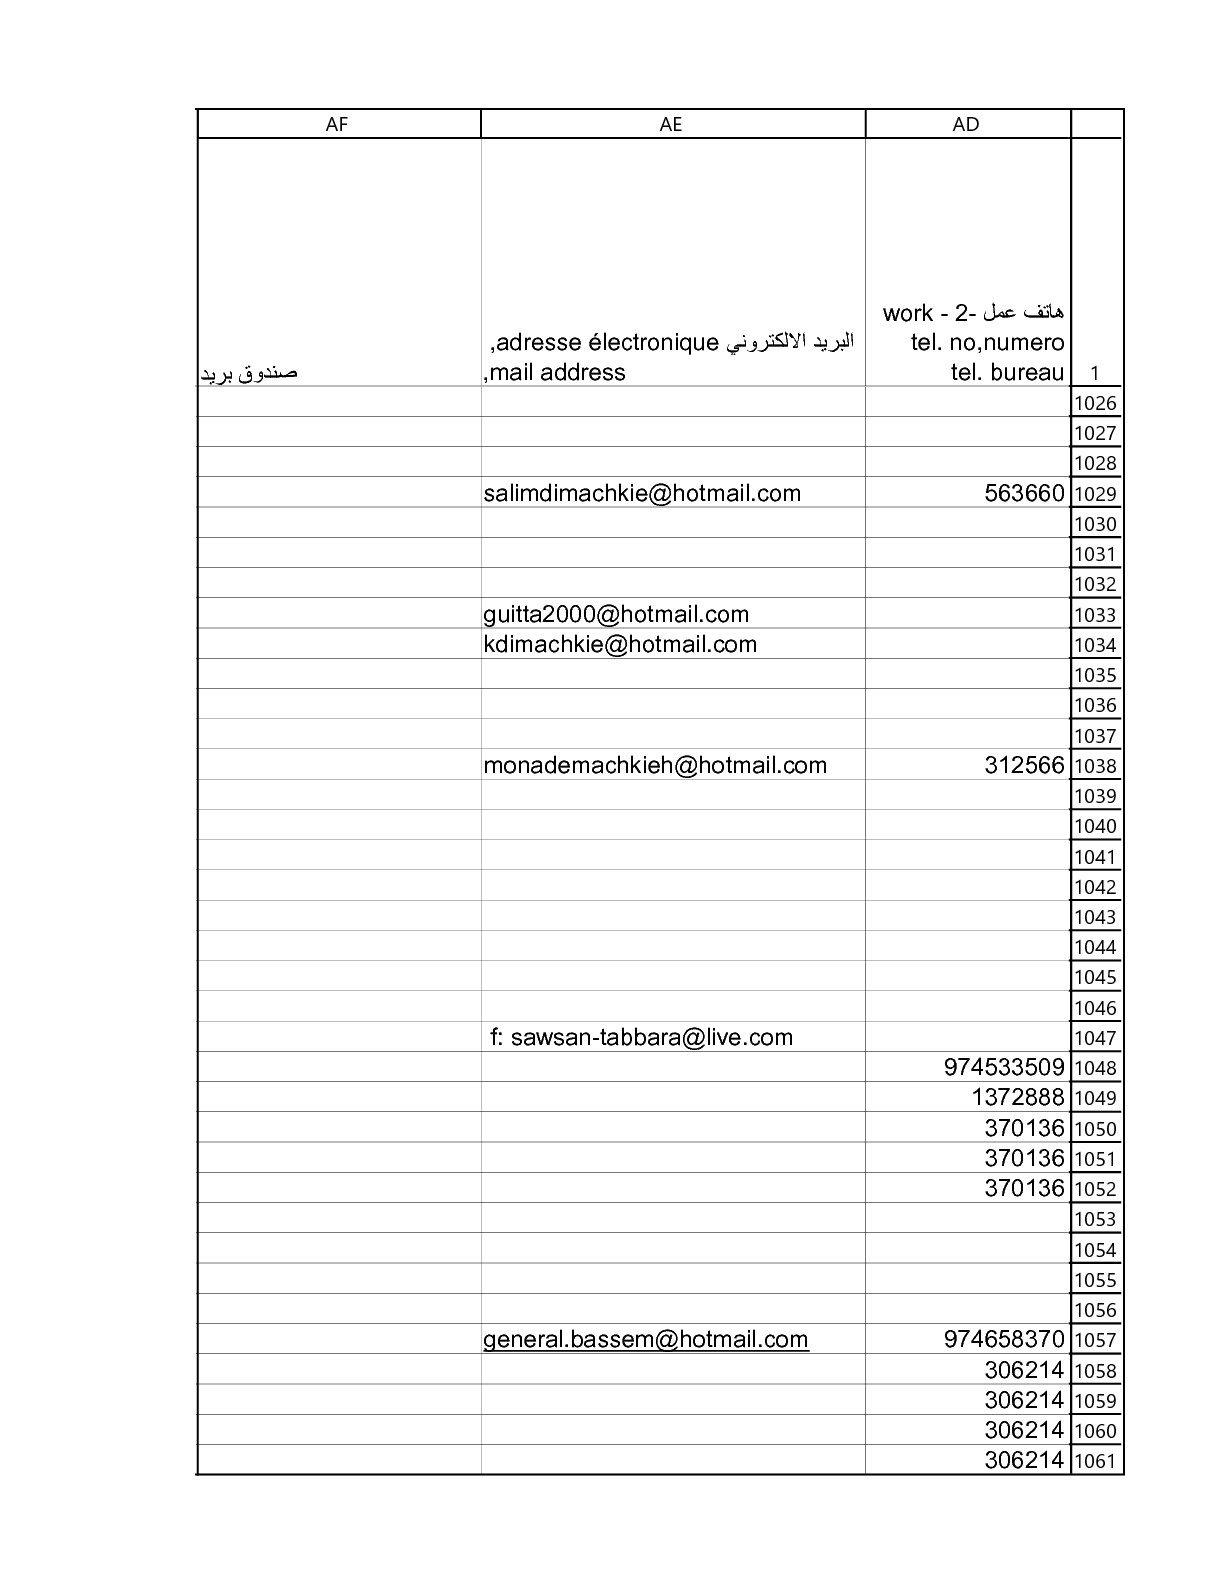 AF AE AD
هاتف عمل -2 - work
tel. no,numero
tel. bureau
البريد الالكتروني adresse électronique,
mail address,
صندوق بريد
1
1026
1027
1028
salimdimachkie@hotmail.com 563660 1029
1030
1031
1032
guitta2000@hotmail.com 1033
kdimachkie@hotmail.com 1034
1035
1036
1037
monademachkieh@hotmail.com 312566 1038
1039
1040
1041
1042
1043
1044
1045
1046
f: sawsan-tabbara@live.com 1047
974533509 1048
1372888 1049
370136 1050
370136 1051
370136 1052
1053
1054
1055
1056
general.bassem@hotmail.com 974658370 1057
306214 1058
306214 1059
306214 1060
306214 1061